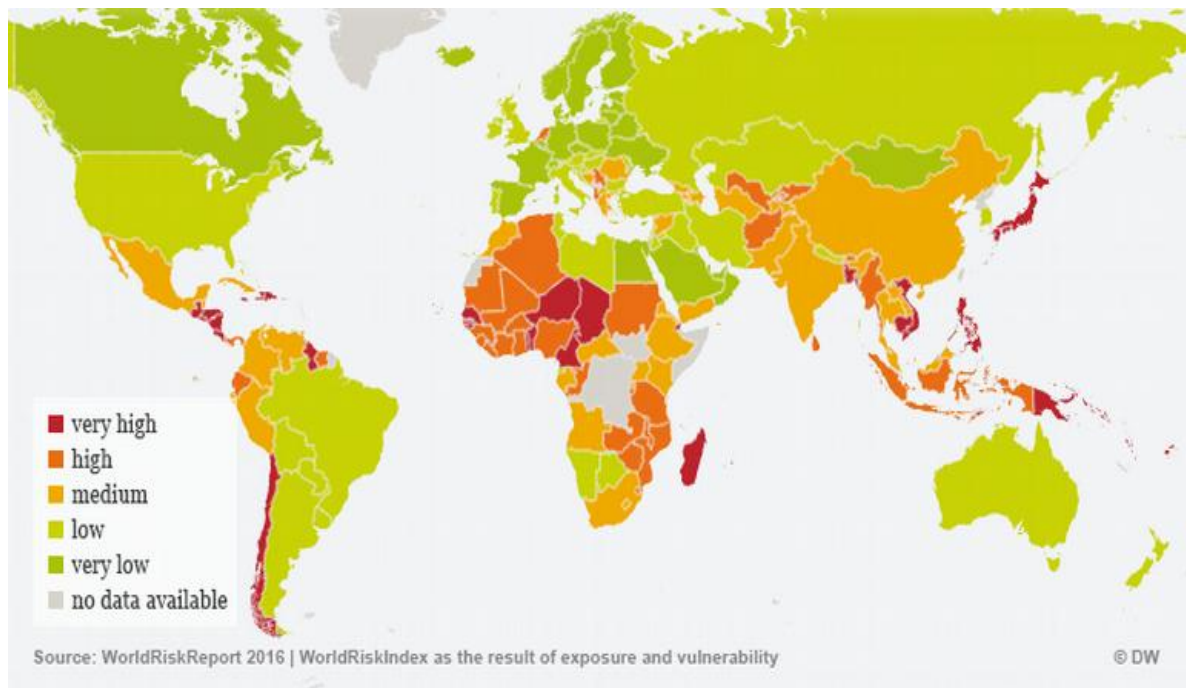 very high
high
medium
low
very low
no data available
Source: WorldRiskReport 2016 | WorldRiskIndex as the result of exposure and vulnerability
© DW